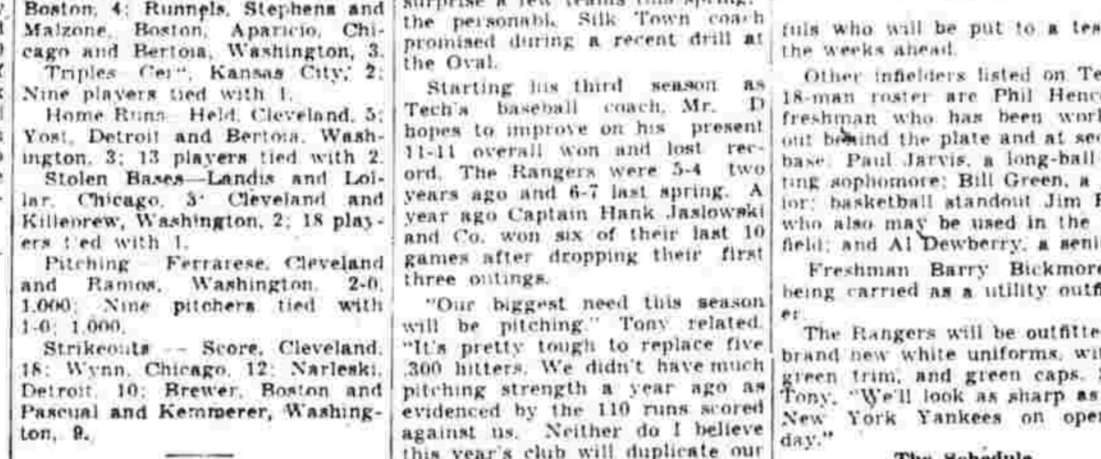 Boston, 4; Runnels, Stephens and
Malzone, Boston, Aparicio, Chi-
cago and Bertoia, Washington, 3.
Triples Cerv, Kansas City, 2;
Nine players tied with 1.
Home Runs Held, Cleveland, 5;
Yost, Detroit and Bertoia, Wash-
ington, 3; 13 players tied with 2.
Stolen Bases—Landis and Lol-
lar, Chicago, 3; Cleveland and
Killebrew, Washington, 2; 18 play-
ers tied with 1.
Pitching Ferrarese, Cleveland
and Ramos, Washington, 2-0,
1.000; Nine pitchers tied with
1-0; 1.000.
Strikeouts -- Score, Cleveland,
18; Wynn, Chicago, 12; Narleski,
Detroit, 10; Brewer, Boston and
Pascual and Kemmerer, Washing-
ton, 9.
surprise a few teams this spring,"
the personabl. Silk Town coach
promised during a recent drill at
the Oval.
Starting his third season as
Tech's baseball coach, Mr. D
hopes to improve on his present
11-11 overall won and lost rec-
ord. The Rangers were 5-4 two
years ago and 6-7 last spring. A
year ago Captain Hank Jaslowski
and Co. won six of their last 10
games after dropping their first
three outings.
"Our biggest need this season
will be pitching," Tony related.
"It's pretty tough to replace five
.300 hitters. We didn't have much
pitching strength a year ago as
evidenced by the 110 runs scored
against us. Neither do I believe
this year's club will duplicate our
fuls who will be put to a
the weeks ahead.
Other infielders listed on
18-man roster are Phil
freshman who has been
out behind the plate and at
base; Paul Jarvis, a long-ball
ting sophomore; Bill Green, a
ior; basketball standout Jim
who also may be used in the
field; and Al Dewberry, a
Freshman Barry Bickmore
being carried as a utility
er.
The Rangers will be
brand new white uniforms,
green trim, and green caps.
Tony, "We'll look as sharp as
New York Yankees on
day."
The Schedule